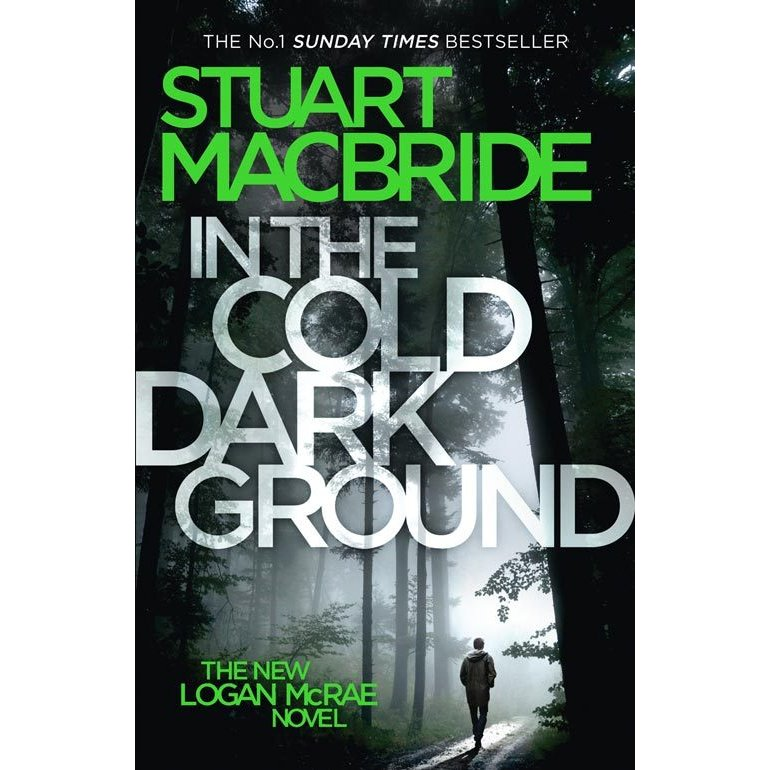 THE No.1 SUNDAY TIMES BESTSELLER
STUART
MACBRIDE
IN THE
COLD
DARK
GROUND
THE NEW
LOGAN McRAE
NOVEL